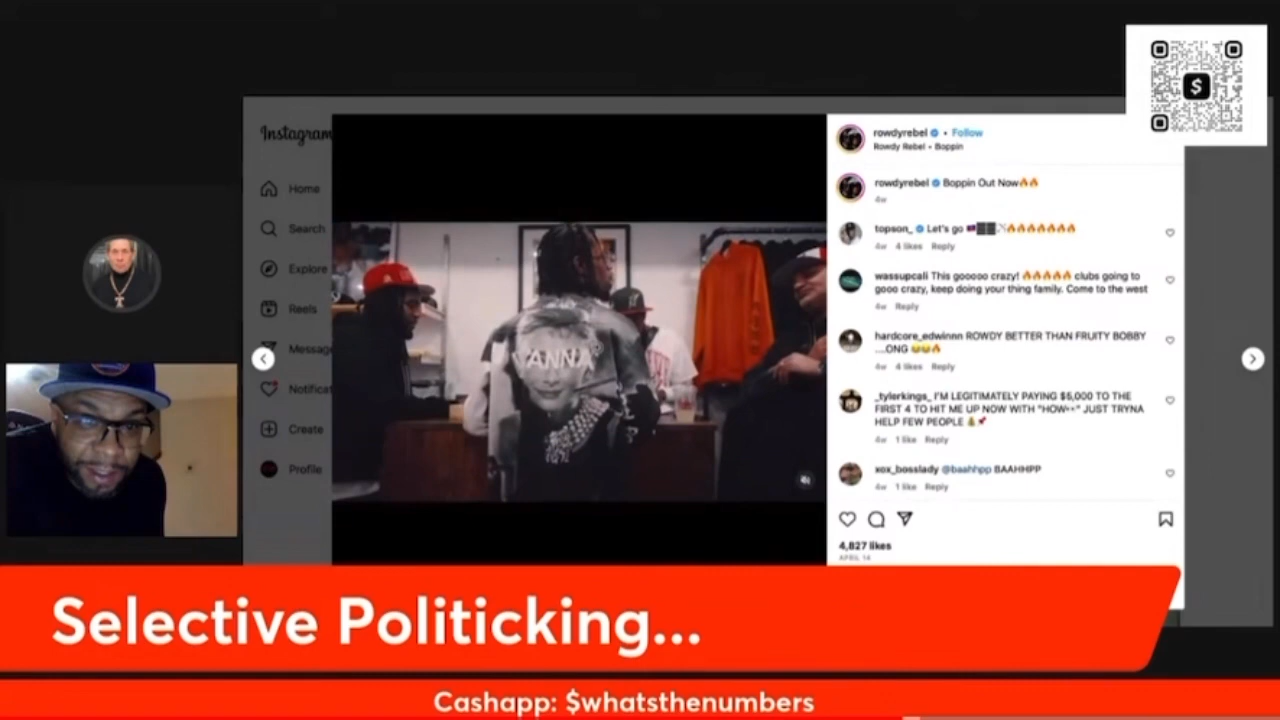 Instagram
Home
Search
Explore
Reels
Message
Notificat
Create
Profile
VANNA
$
rowdyrebel • Follow
Rowdy Rebel • Boppin
rowdyrebel Boppin Out Now🔥🔥
4w
topson_ Let's go 🔥🔥🔥🔥🔥🔥🔥
4w 4 likes Reply
wassupcali This gooooo crazy! 🔥🔥🔥🔥🔥 clubs going to
gooo crazy, keep doing your thing family. Come to the west
4w Reply
hardcore_edwinnn ROWDY BETTER THAN FRUITY BOBBY
....ONG 😂😂🔥
4w 4 likes Reply
_tylerkings_ I'M LEGITIMATELY PAYING $5,000 TO THE
FIRST 4 TO HIT ME UP NOW WITH "HOW👀" JUST TRYNA
HELP FEW PEOPLE 💰📌
4w 1 like Reply
xox_bosslady @baahhpp BAAHHPP
4w 1 like Reply
4,827 likes
APRIL 14
Selective Politicking...
Cashapp: $whatsthenumbers